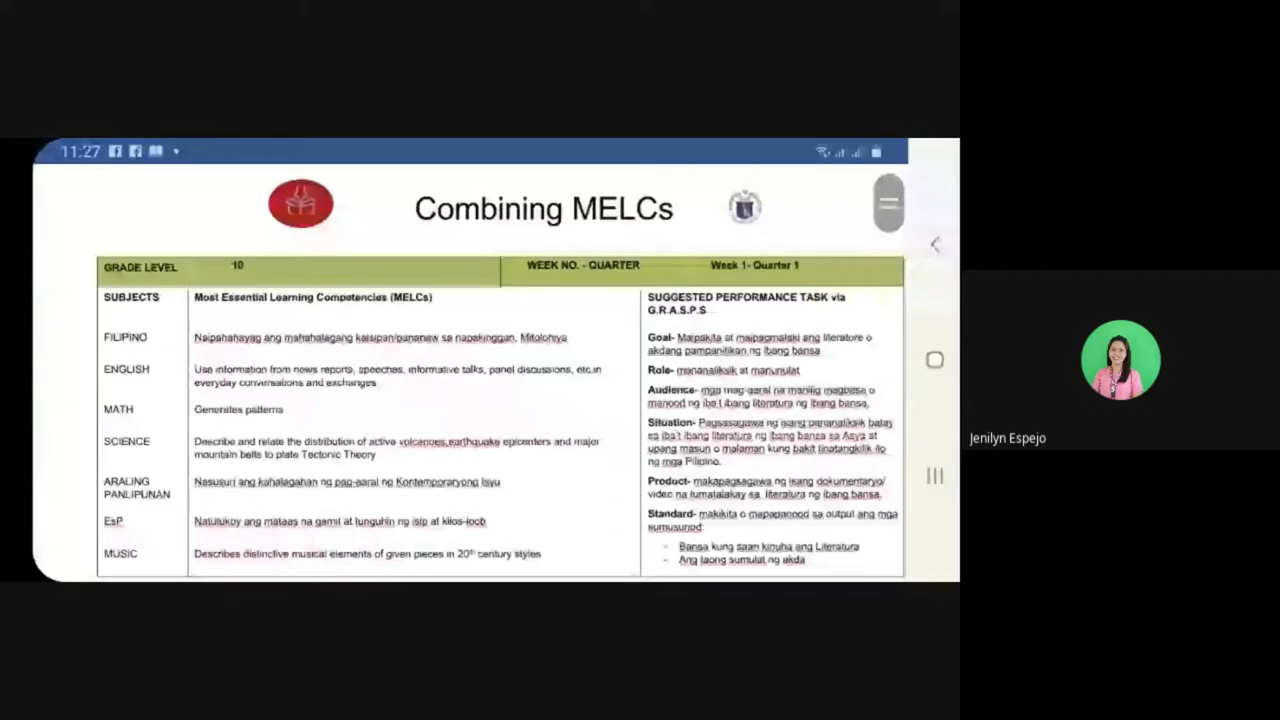 11:27
Combining MELCs
GRADE LEVEL 10 WEEK NO. - QUARTER Week 1- Quarter 1
SUBJECTS Most Essential Learning Competencies (MELCs)
SUGGESTED PERFORMANCE TASK via
G.R.A.S.P.S
FILIPINO Naipahahayag ang mahahalagang kaisipan/pananaw sa napakinggan, Mitolohiya
ENGLISH Use information from news reports, speeches, informative talks, panel discussions, etc.in
everyday conversations and exchanges
MATH Generates patterns
SCIENCE Describe and relate the distribution of active volcanoes,earthquake epicenters and major
mountain belts to plate Tectonic Theory
ARALING Nasusuri ang kahalagahan ng pag-aaral ng Kontemporaryong Isyu
PANLIPUNAN
EsP Natutukoy ang mataas na gamit at tunguhin ng isip at kilos-loob
MUSIC Describes distinctive musical elements of given pieces in 20th century styles
Goal- Maipakita at maipagmalaki ang literature o
akdang pampanitikan ng ibang bansa
Role- mananaliksik at manunulat
Audience- mga mag-aaral na mahilig magbasa o
manood ng iba't ibang literatura ng ibang bansa.
Situation- Pagsasagawa ng isang pananaliksik batay
sa iba't ibang literatura ng ibang bansa sa Asya at
upang masuri o malaman kung bakit tinatangkilik ito
ng mga Pilipino.
Product- makapagsagawa ng isang dokumentaryo/
video na tumatalakay sa literatura ng ibang bansa.
Standard- makikita o mapapanood sa output ang mga
sumusunod:
- Bansa kung saan kinuha ang Literatura
- Ang taong sumulat ng akda
Jenilyn Espejo